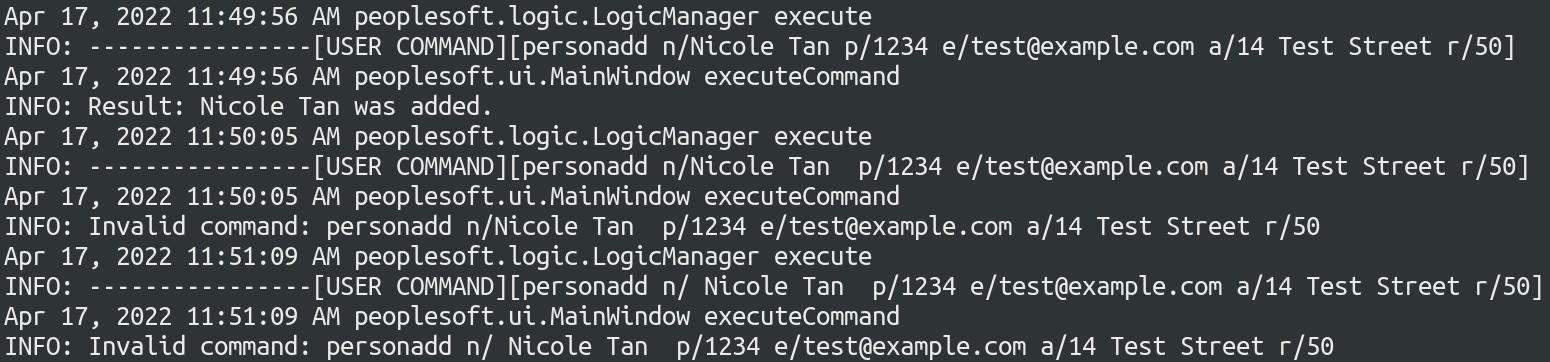 Apr 17, 2022 11:49:56 AM peoplesoft.logic.LogicManager execute
INFO: ----------------[USER COMMAND][personadd n/Nicole Tan p/1234 e/test@example.com a/14 Test Street r/50]
Apr 17, 2022 11:49:56 AM peoplesoft.ui.MainWindow executeCommand
INFO: Result: Nicole Tan was added.
Apr 17, 2022 11:50:05 AM peoplesoft.logic.LogicManager execute
INFO: ----------------[USER COMMAND][personadd n/Nicole Tan  p/1234 e/test@example.com a/14 Test Street r/50]
Apr 17, 2022 11:50:05 AM peoplesoft.ui.MainWindow executeCommand
INFO: Invalid command: personadd n/Nicole Tan  p/1234 e/test@example.com a/14 Test Street r/50
Apr 17, 2022 11:51:09 AM peoplesoft.logic.LogicManager execute
INFO: ----------------[USER COMMAND][personadd n/ Nicole Tan  p/1234 e/test@example.com a/14 Test Street r/50]
Apr 17, 2022 11:51:09 AM peoplesoft.ui.MainWindow executeCommand
INFO: Invalid command: personadd n/ Nicole Tan  p/1234 e/test@example.com a/14 Test Street r/50